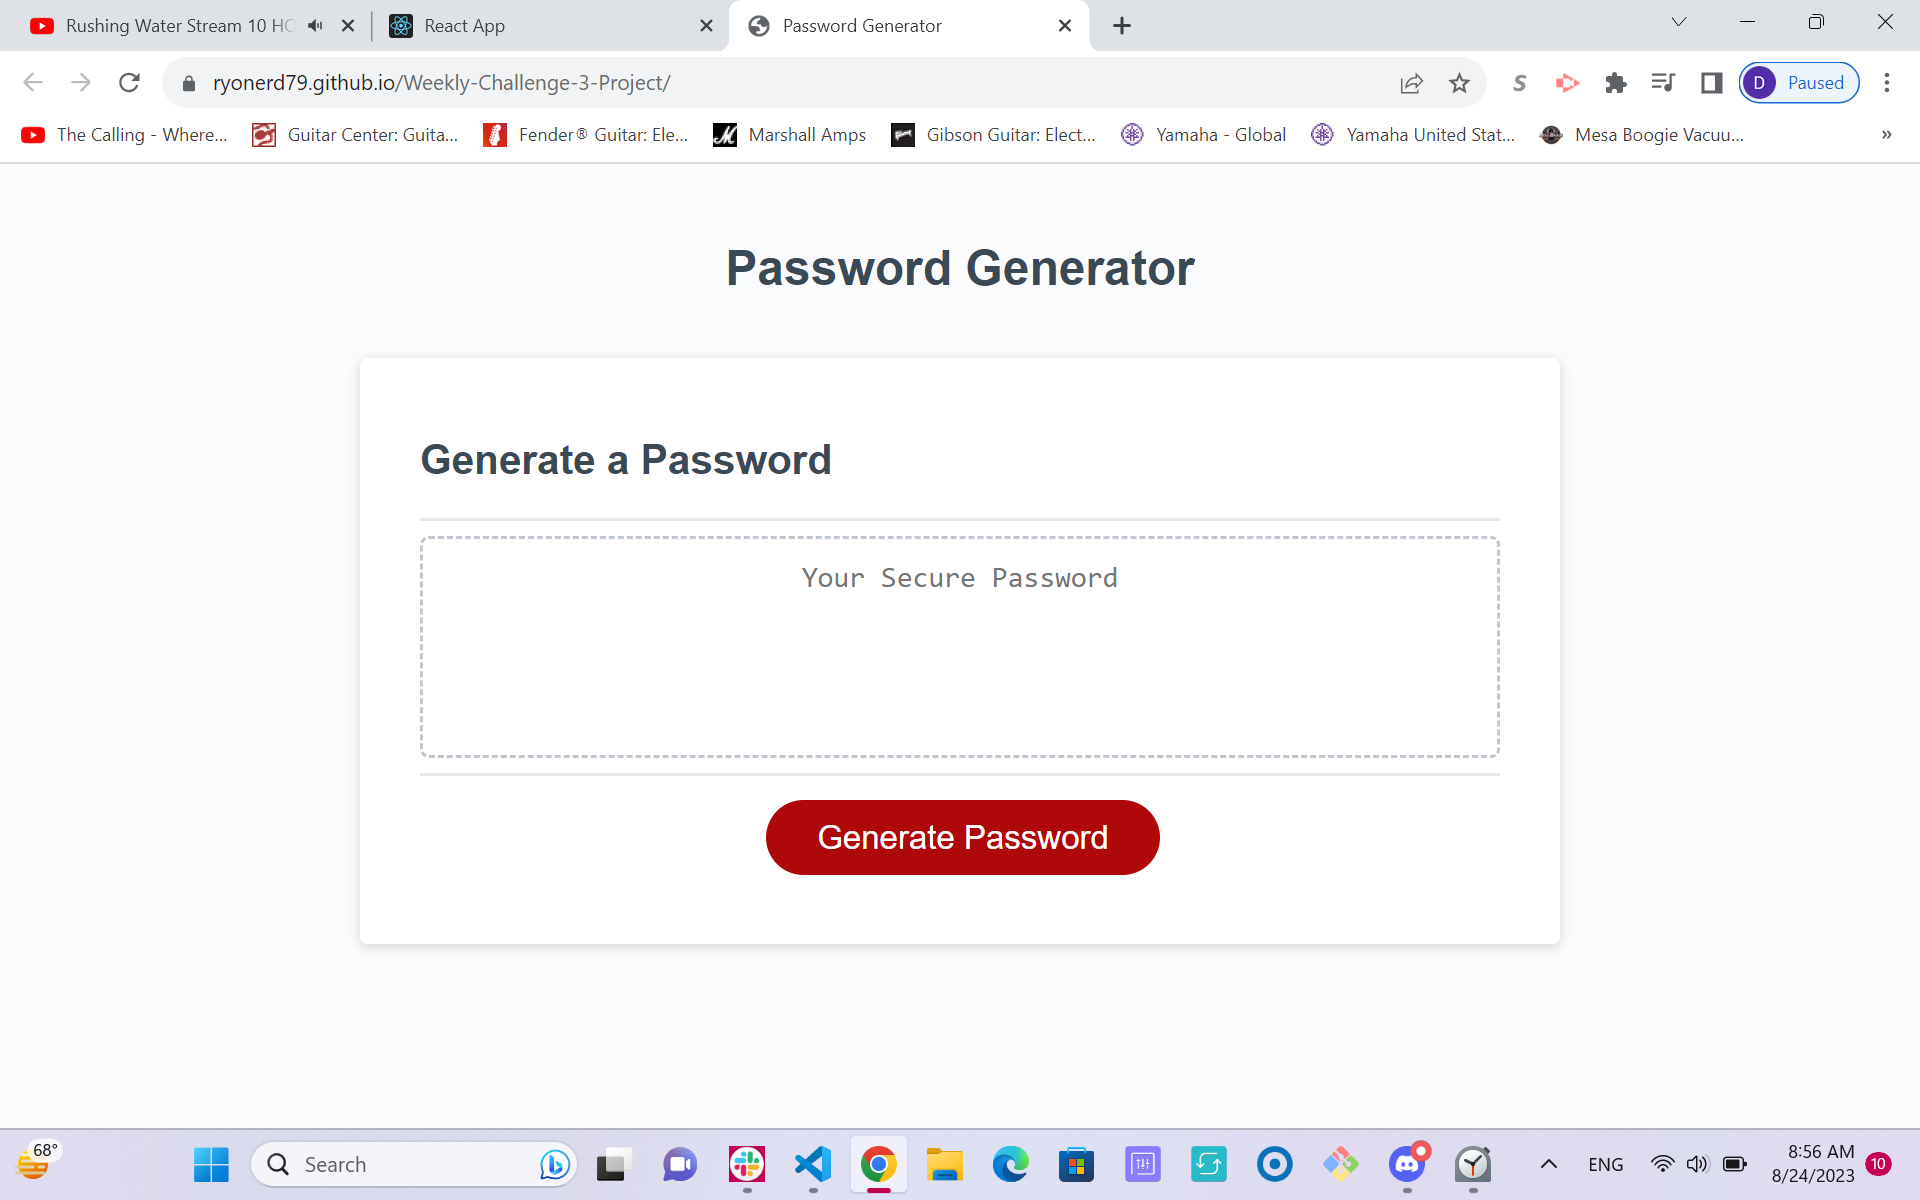 Rushing Water Stream 10 HO
React App
Password Generator
ryonerd79.github.io/Weekly-Challenge-3-Project/
S
D
Paused
The Calling - Where...
Guitar Center: Guita...
Fender® Guitar: Ele...
Marshall Amps
Gibson Guitar: Elect...
Yamaha - Global
Yamaha United Stat...
Mesa Boogie Vacuu...
»
Password Generator
Generate a Password
Your Secure Password
Generate Password
68°
Search
ENG
8:56 AM
8/24/2023
10